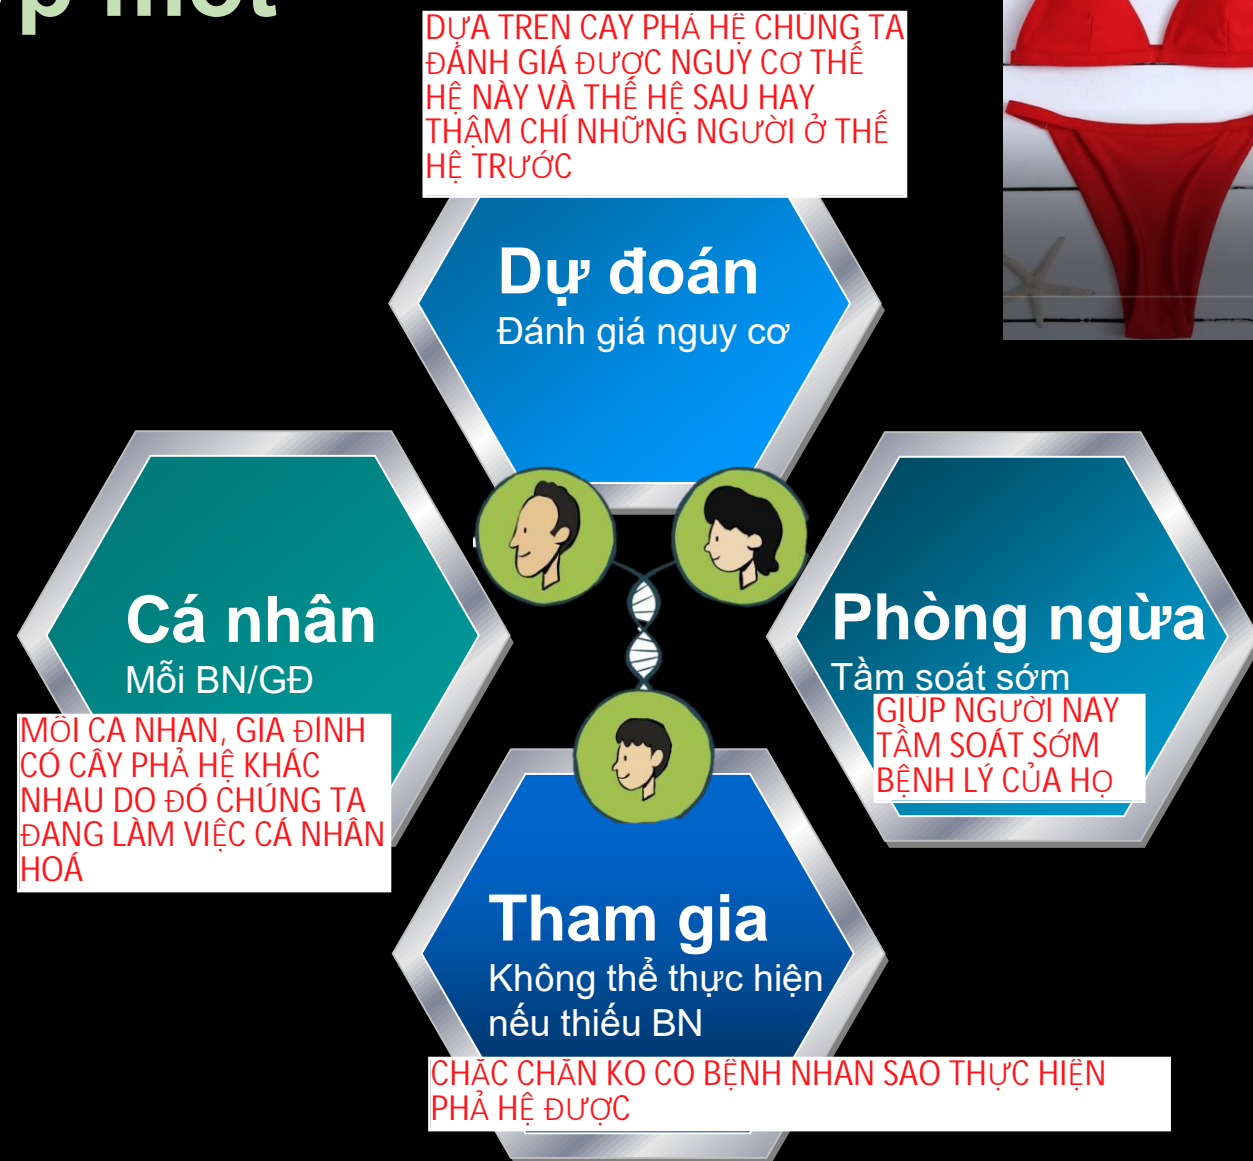 DỰA TRÊN CÂY PHẢ HỆ CHÚNG TA
ĐÁNH GIÁ ĐƯỢC NGUY CƠ THẾ
HỆ NÀY VÀ THẾ HỆ SAU HAY
THẬM CHÍ NHỮNG NGƯỜI Ở THẾ
HỆ TRƯỚC
Dự đoán
Đánh giá nguy cơ
Cá nhân
Mỗi BN/GĐ
MỖI CÁ NHÂN, GIA ĐÌNH
CÓ CÂY PHẢ HỆ KHÁC
NHAU DO ĐÓ CHÚNG TA
ĐANG LÀM VIỆC CÁ NHÂN
HOÁ
Phòng ngừa
Tầm soát sớm
GIÚP NGƯỜI NÀY
TẦM SOÁT SỚM
BỆNH LÝ CỦA HỌ
Tham gia
Không thể thực hiện
nếu thiếu BN
CHẮC CHẮN KO CÓ BỆNH NHÂN SAO THỰC HIỆN
PHẢ HỆ ĐƯỢC